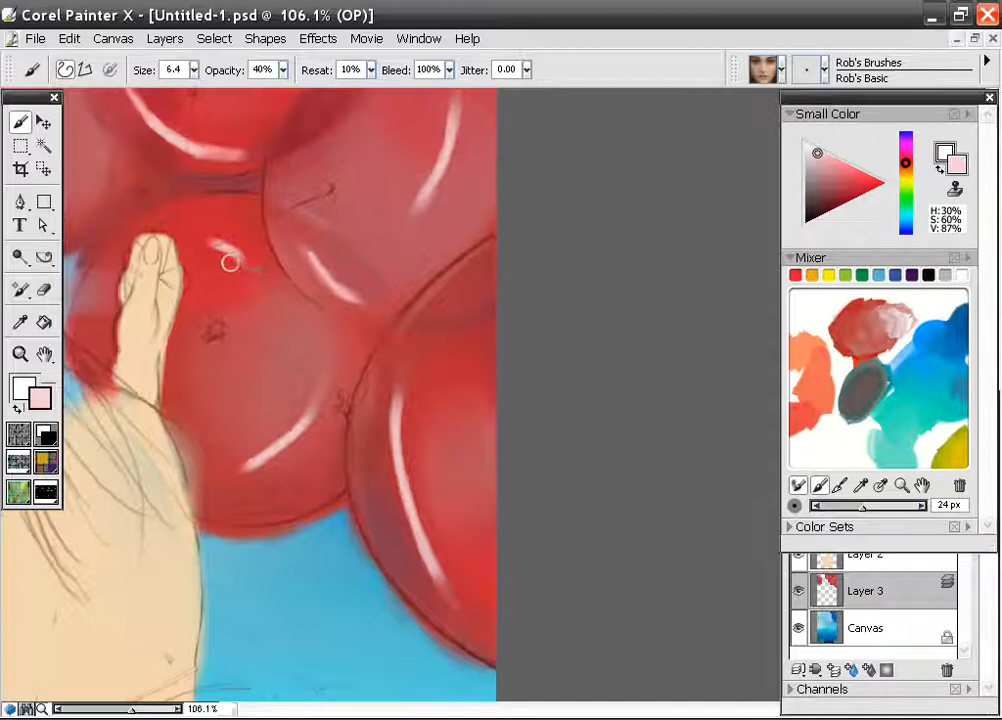 Corel Painter X - [Untitled-1.psd @ 106.1% (OP)]
File Edit Canvas Layers Select Shapes Effects Movie Window Help
Size: 6.4 Opacity: 40% Resat: 10% Bleed: 100% Jitter: 0.00
Rob's Brushes
Rob's Basic
Small Color
H:30%
S: 60%
V: 87%
Mixer
24 px
Color Sets
Layer 2
Layer 3
Canvas
Channels
106.1%